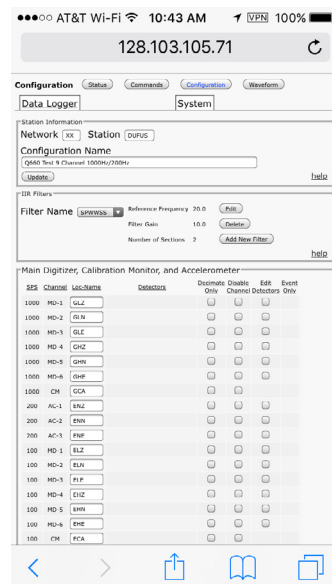 AT&T Wi-Fi 10:43 AM VPN 100%
128.103.105.71
Configuration Status Commands Configuration Waveform
Data Logger System
Station Information
Network XX Station DUFUS
Configuration Name
Q660 Test 9 Channel 1000Hz/200Hz
Update help
IIR Filters
Filter Name SPWWSS Reference Frequency 20.0 Edit
Filter Gain 10.0 Delete
Number of Sections 2 Add New Filter
help
Main Digitizer, Calibration Monitor, and Accelerometer
SPS Channel Loc-Name Detectors Decimate Only Disable Channel Edit Detectors Event Only
1000 MD-1 GLZ
1000 MD-2 GLN
1000 MD-3 GLE
1000 MD-4 GHZ
1000 MD-5 GHN
1000 MD-6 GHE
1000 CM GCA
200 AC-1 ENZ
200 AC-2 ENN
200 AC-3 ENE
100 MD-1 ELZ
100 MD-2 ELN
100 MD-3 ELE
100 MD-4 EHZ
100 MD-5 EHN
100 MD-6 EHE
100 CM ECA